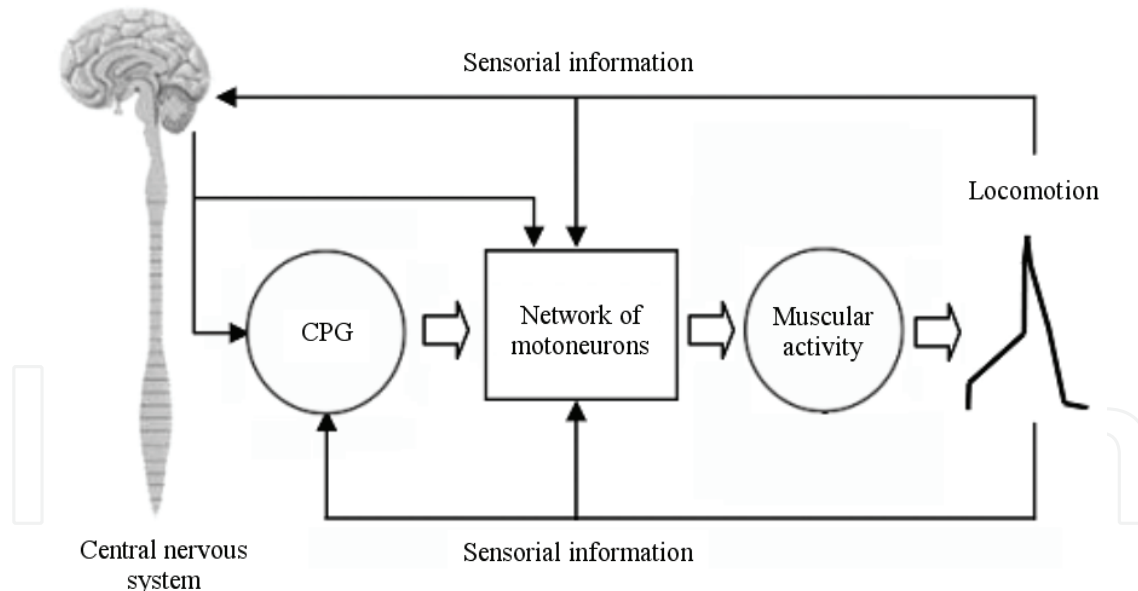 Sensorial information
Locomotion
CPG
Network of
motoneurons
Muscular
activity
Central nervous
system
Sensorial information